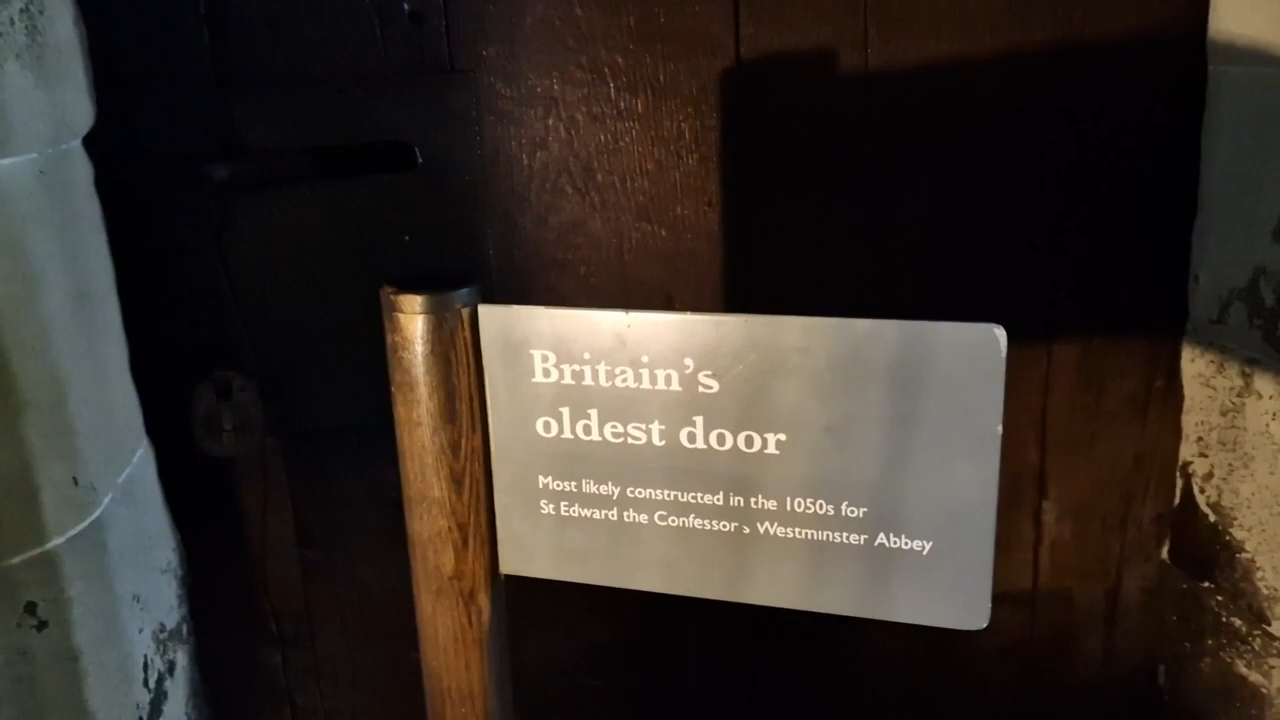 Britain’s
oldest door
Most likely constructed in the 1050s for
St Edward the Confessor’s Westminster Abbey